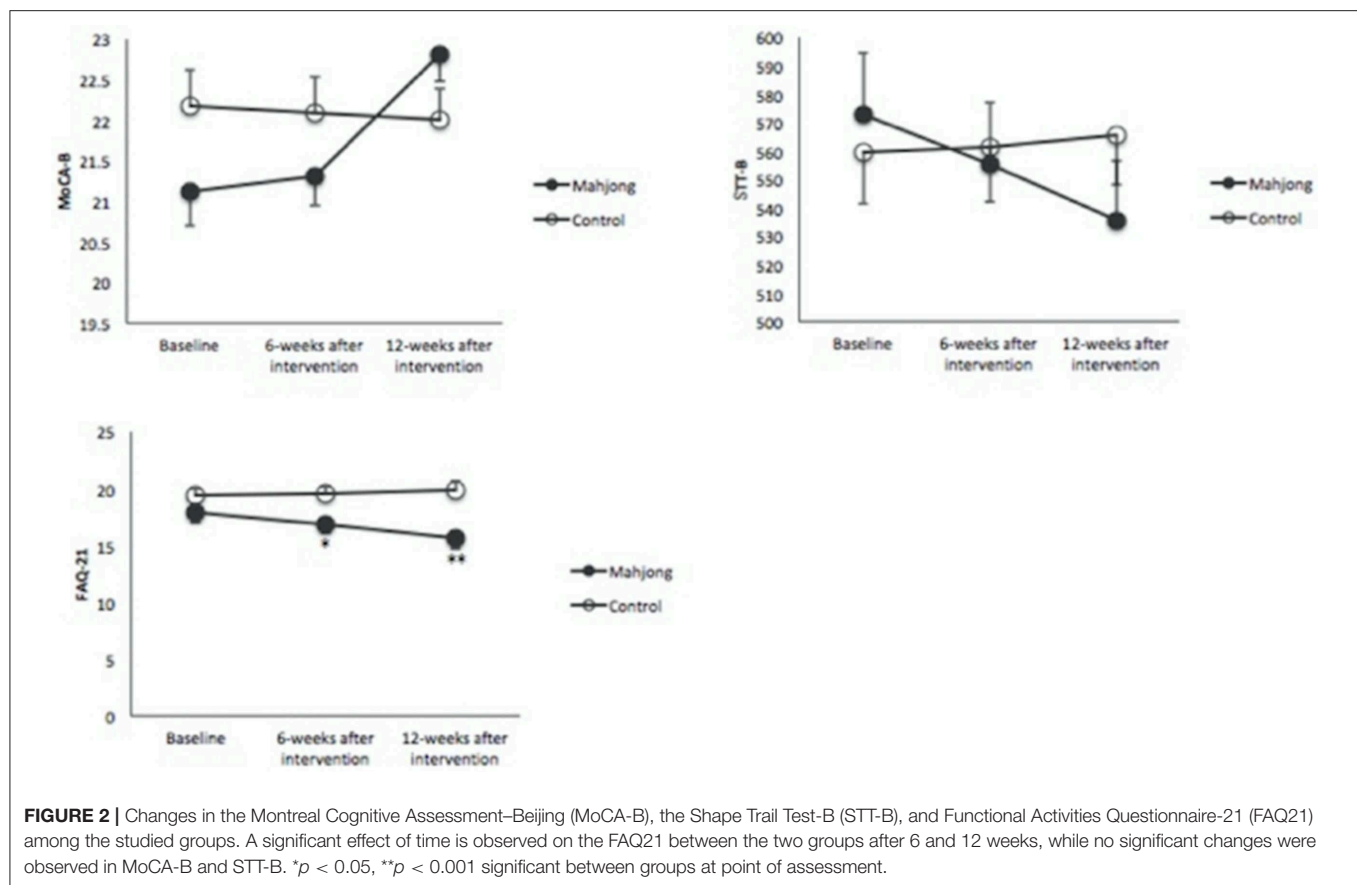 23
22.5
22
21.5
21
20.5
20
19.5
MoCA-B
Baseline
6-weeks after
intervention
12-weeks after
intervention
Mahjong
Control
600
590
580
570
560
550
540
530
520
510
500
STT-B
Baseline
6-weeks after
intervention
12-weeks after
intervention
Mahjong
Control
25
20
15
10
5
0
FAQ-21
*
**
Baseline
6-weeks after
intervention
12-weeks after
intervention
Mahjong
Control
FIGURE 2 | Changes in the Montreal Cognitive Assessment–Beijing (MoCA-B), the Shape Trail Test-B (STT-B), and Functional Activities Questionnaire-21 (FAQ21)
among the studied groups. A significant effect of time is observed on the FAQ21 between the two groups after 6 and 12 weeks, while no significant changes were
observed in MoCA-B and STT-B. *p < 0.05, **p < 0.001 significant between groups at point of assessment.